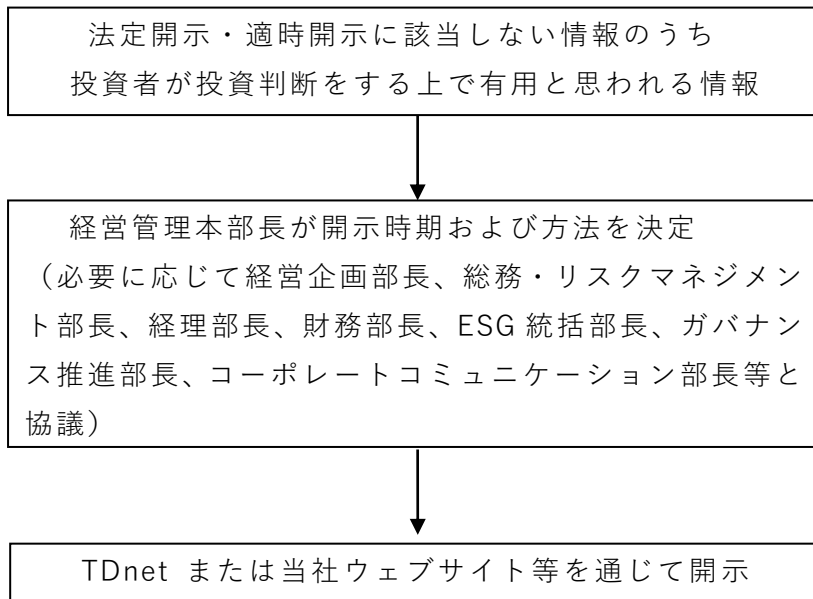 法定開示・適時開示に該当しない情報のうち
投資者が投資判断をする上で有用と思われる情報
経営管理本部長が開示時期および方法を決定
（必要に応じて経営企画部長、総務・リスクマネジメン
ト部長、経理部長、財務部長、ESG 統括部長、ガバナン
ス推進部長、コーポレートコミュニケーション部長等と
協議）
TDnet または当社ウェブサイト等を通じて開示